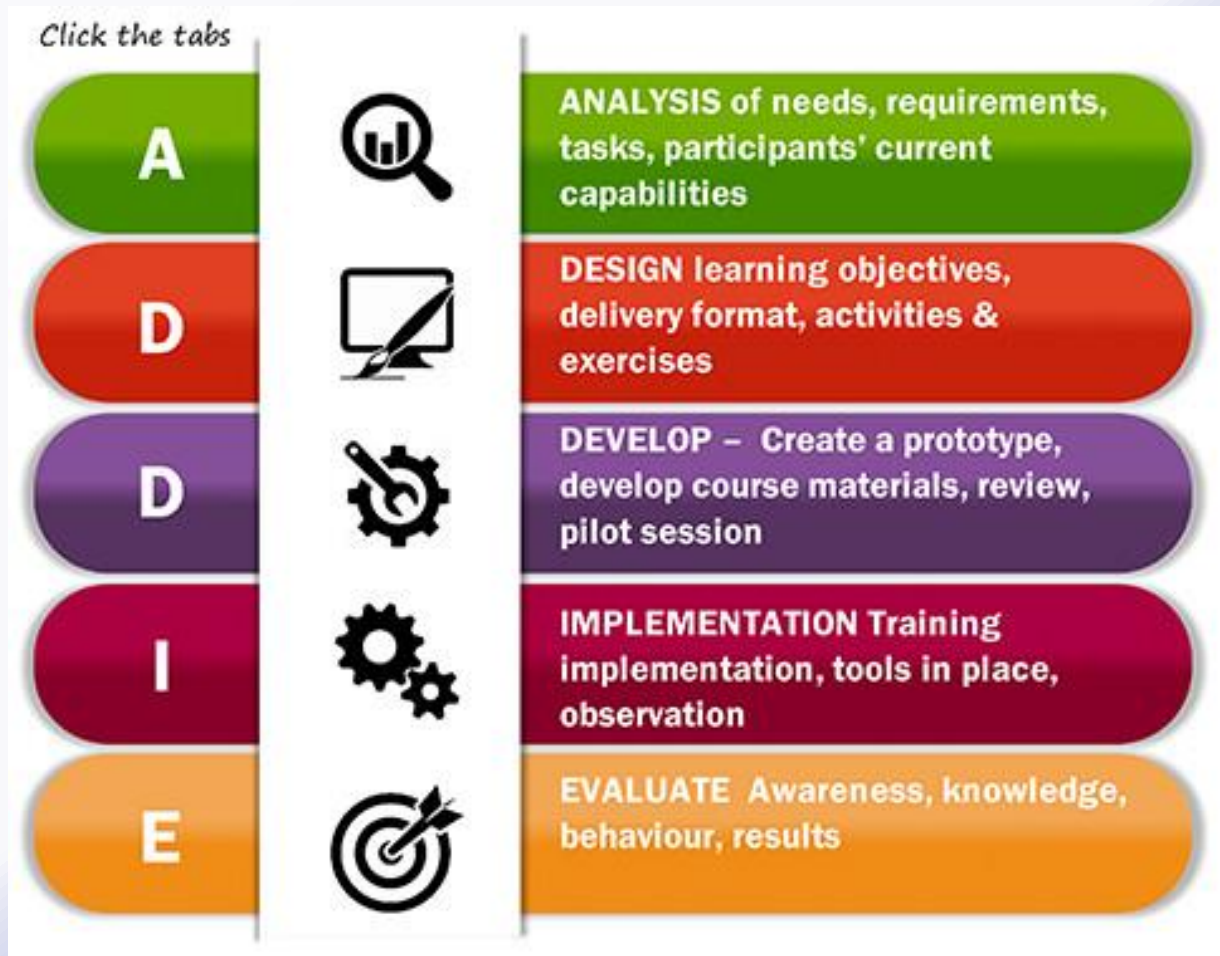 Click the tabs
A
ANALYSIS of needs, requirements,
tasks, participants’ current
capabilities
D
DESIGN learning objectives,
delivery format, activities &
exercises
D
DEVELOP – Create a prototype,
develop course materials, review,
pilot session
I
IMPLEMENTATION Training
implementation, tools in place,
observation
E
EVALUATE Awareness, knowledge,
behaviour, results